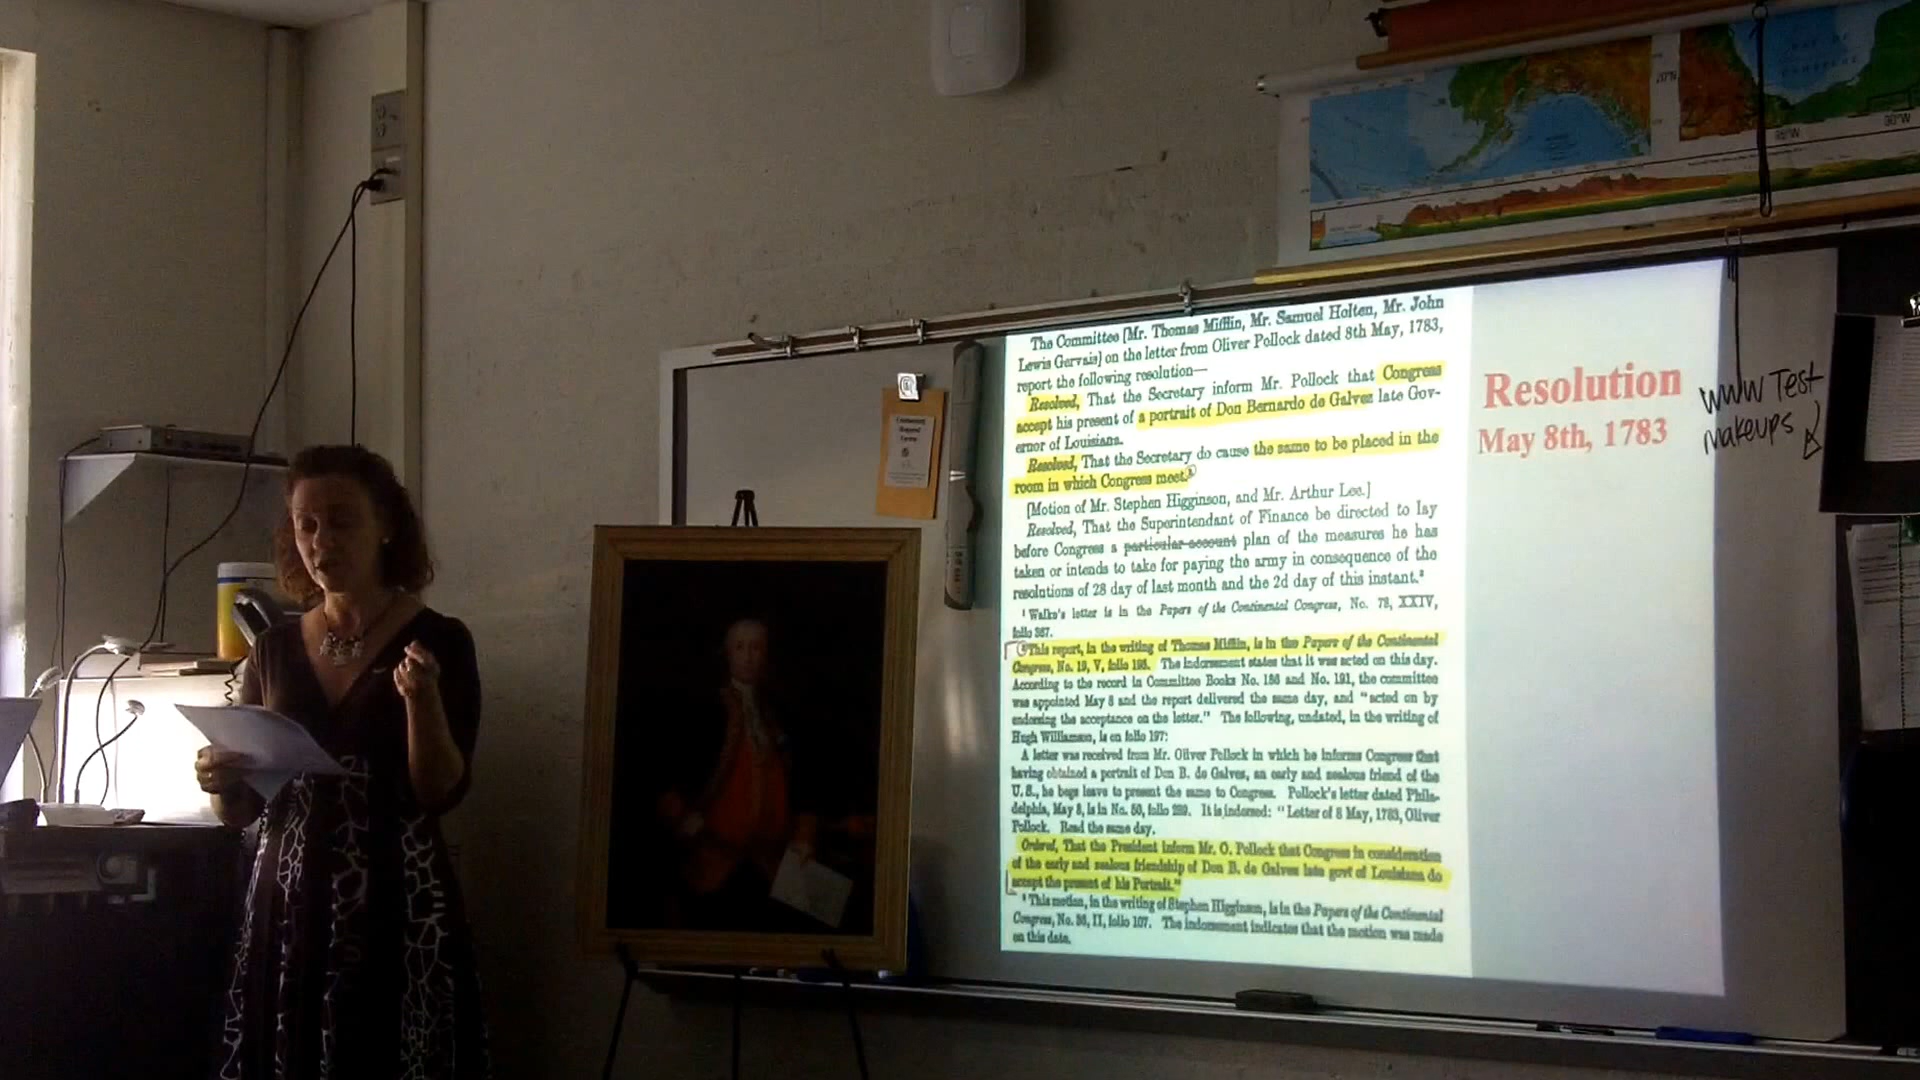 The Committee [Mr. Thomas Mifflin, Mr. Samuel Holten, Mr. John
Lewis Gervais] on the letter from Oliver Pollock dated 8th May, 1783,
report the following resolution—
Resolved, That the Secretary inform Mr. Pollock that Congress
accept his present of a portrait of Don Bernardo de Galvez late Gov-
ernor of Louisiana.
Resolved, That the Secretary do cause the same to be placed in the
room in which Congress meet.
[Motion of Mr. Stephen Higginson, and Mr. Arthur Lee.]
Resolved, That the Superintendant of Finance be directed to lay
before Congress a particular account plan of the measures he has
taken or intends to take for paying the army in consequence of the
resolutions of 28 day of last month and the 2d day of this instant.²
¹ Walko's letter is in the Papers of the Continental Congress, No. 78, XXIV,
folio 367.
This report, in the writing of Thomas Mifflin, is in the Papers of the Continental
Congress, No. 19, V, folio 198. The indorsement states that it was acted on this day.
According to the record in Committee Books No. 186 and No. 191, the committee
was appointed May 8 and the report delivered the same day, and "acted on by
endorsing the acceptance on the letter." The following, undated, in the writing of
Hugh Williamson, is on folio 197:
A letter was received from Mr. Oliver Pollock in which he informs Congress that
having obtained a portrait of Don B. de Galves, an early and zealous friend of the
U. S., he begs leave to present the same to Congress. Pollock's letter dated Phila-
delphia, May 8, is in No. 50, folio 289. It is indorsed: "Letter of 8 May, 1783, Oliver
Pollock. Read the same day.
Ordered, That the President inform Mr. O. Pollock that Congress in consideration
of the early and zealous friendship of Don B. de Galves late govt of Louisiana do
accept the present of his Portrait."
³ This motion, in the writing of Stephen Higginson, is in the Papers of the Continental
Congress, No. 36, II, folio 107. The indorsement indicates that the motion was made
on this date.
Resolution
May 8th, 1783
WWW Test
Makeups
90°W